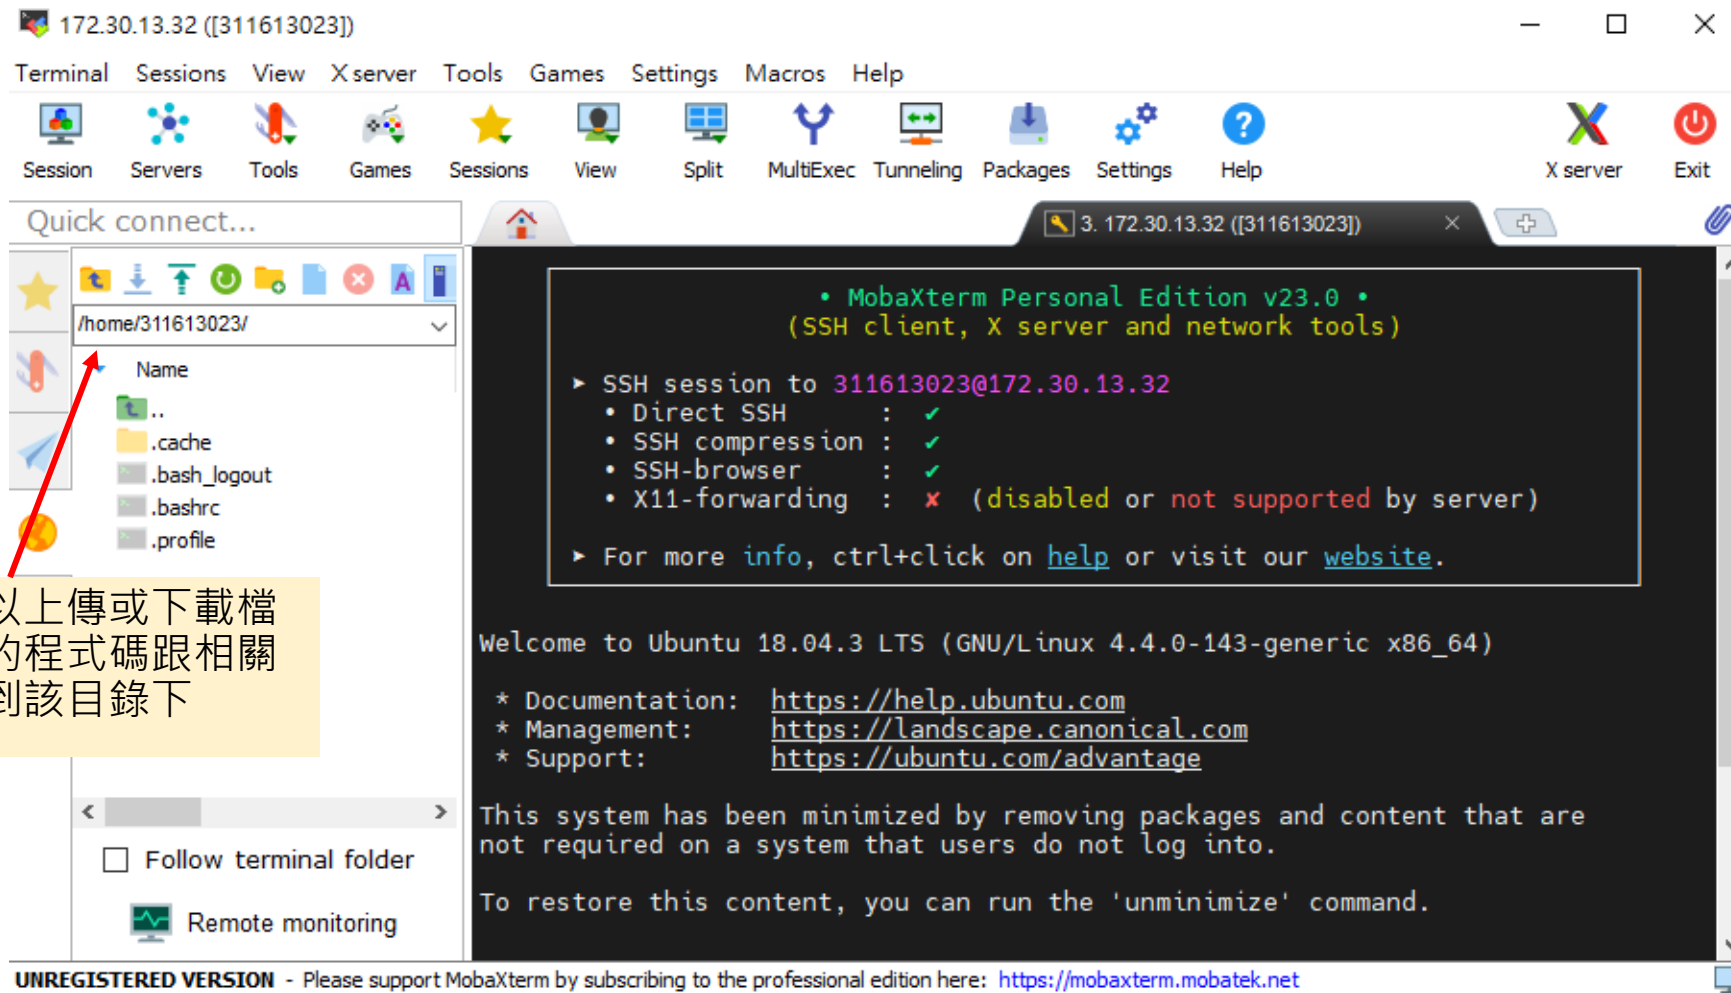 172.30.13.32 ([311613023])
Terminal Sessions View X server Tools Games Settings Macros Help
Session Servers Tools Games Sessions View Split MultiExec Tunneling Packages Settings Help X server Exit
Quick connect...
3. 172.30.13.32 ([311613023])
/home/311613023/
Name
..
.cache
.bash_logout
.bashrc
.profile
以上傳或下載檔
的程式碼跟相關
到該目錄下
Follow terminal folder
Remote monitoring
• MobaXterm Personal Edition v23.0 •
(SSH client, X server and network tools)
➤ SSH session to 311613023@172.30.13.32
• Direct SSH : ✔
• SSH compression : ✔
• SSH-browser : ✔
• X11-forwarding : ✘ (disabled or not supported by server)
➤ For more info, ctrl+click on help or visit our website.
Welcome to Ubuntu 18.04.3 LTS (GNU/Linux 4.4.0-143-generic x86_64)
* Documentation: https://help.ubuntu.com
* Management: https://landscape.canonical.com
* Support: https://ubuntu.com/advantage
This system has been minimized by removing packages and content that are
not required on a system that users do not log into.
To restore this content, you can run the 'unminimize' command.
UNREGISTERED VERSION - Please support MobaXterm by subscribing to the professional edition here: https://mobaxterm.mobatek.net